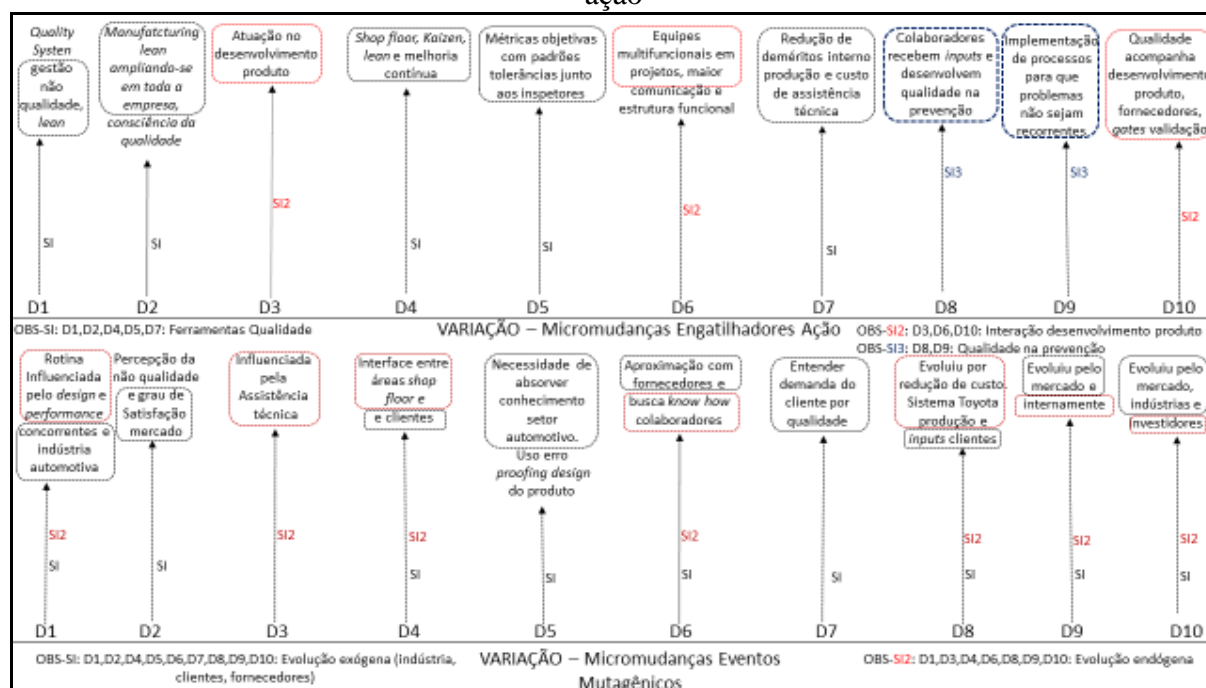 ação
Quality
Systen
gestão
não
qualidade,
lean
Manufatcturing
lean
ampliando-se
em toda a
empresa,
consciência da
qualidade
Atuação no
desenvolvimento
produto
Shop floor, Kaizen,
lean e melhoria
contínua
Métricas objetivas
com padrões
tolerâncias junto
aos inspetores
Equipes
multifuncionais em
projetos, maior
comunicação e
estrutura funcional
Redução de
deméritos interno
produção e custo
de assistência
técnica
Colaboradores
recebem inputs e
desenvolvem
qualidade na
prevenção
Implementação
de processos
para que
problemas
não sejam
recorrentes
Qualidade
acompanha
desenvolvimento
produto,
fornecedores,
gates validação
SI
SI
SI2
SI
SI
SI2
SI
SI3
SI3
SI2
D1 D2 D3 D4 D5 D6 D7 D8 D9 D10
OBS-SI: D1,D2,D4,D5,D7: Ferramentas Qualidade
VARIAÇÃO – Micromudanças Engatilhadores Ação
OBS-SI2: D3,D6,D10: Interação desenvolvimento produto
OBS-SI3: D8,D9: Qualidade na prevenção
Rotina
Influenciada
pelo design e
performance
concorrentes e
indústria
automotiva
Percepção da
não qualidade
e grau de
Satisfação
mercado
Influenciada
pela
Assistência
técnica
Interface entre
áreas shop
floor e
e clientes
Necessidade de
absorver
conhecimento
setor
automotivo.
Uso erro
proofing design
do produto
Aproximação com
fornecedores e
busca know how
colaboradores
Entender
demanda do
cliente por
qualidade
Evoluiu por
redução de custo.
Sistema Toyota
produção e
inputs clientes
Evoluiu pelo
mercado e
internamente
Evoluiu pelo
mercado,
indústrias e
investidores
SI2
SI
SI
SI2
SI2
SI
SI
SI2
SI
SI
SI2
SI
SI2
SI
SI2
SI
D1 D2 D3 D4 D5 D6 D7 D8 D9 D10
OBS-SI: D1,D2,D4,D5,D6,D7,D8,D9,D10: Evolução exógena (indústria,
clientes, fornecedores)
VARIAÇÃO – Micromudanças Eventos
Mutagênicos
OBS-SI2: D1,D3,D4,D6,D8,D9,D10: Evolução endógena